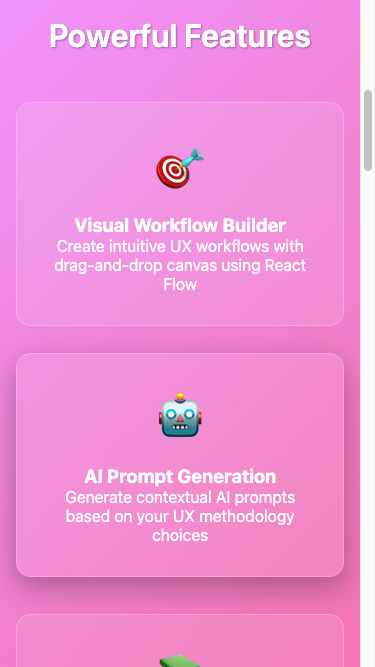 Powerful Features
Visual Workflow Builder
Create intuitive UX workflows with
drag-and-drop canvas using React
Flow
AI Prompt Generation
Generate contextual AI prompts
based on your UX methodology
choices